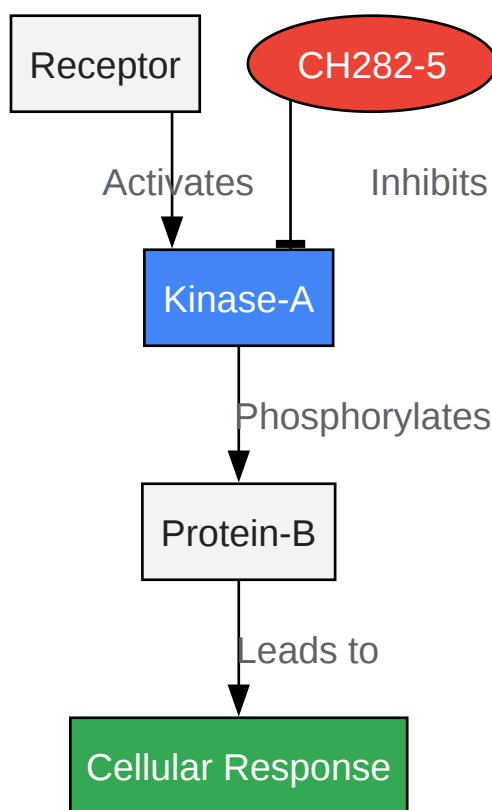 Receptor
CH282-5
Activates
Inhibits
Kinase-A
Phosphorylates
Protein-B
Leads to
Cellular Response